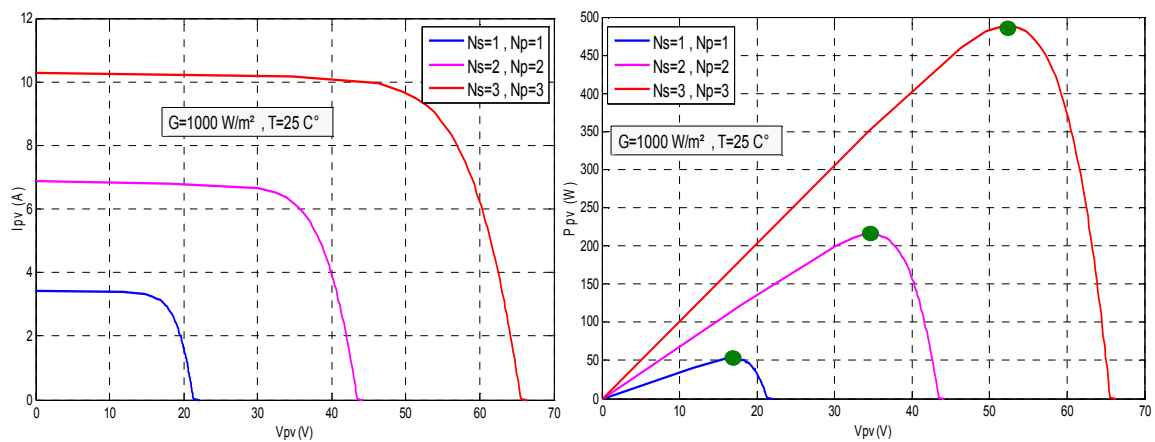 12
10
8
6
4
2
0
Ipv (A)
Ns=1 , Np=1
Ns=2 , Np=2
Ns=3 , Np=3
G=1000 W/m² , T=25 C°
0 10 20 30 40 50 60 70
Vpv (V)
500
450
400
350
300
250
200
150
100
50
0
Ppv (W)
Ns=1 , Np=1
Ns=2 , Np=2
Ns=3 , Np=3
G=1000 W/m² , T=25 C°
0 10 20 30 40 50 60 70
Vpv (V)